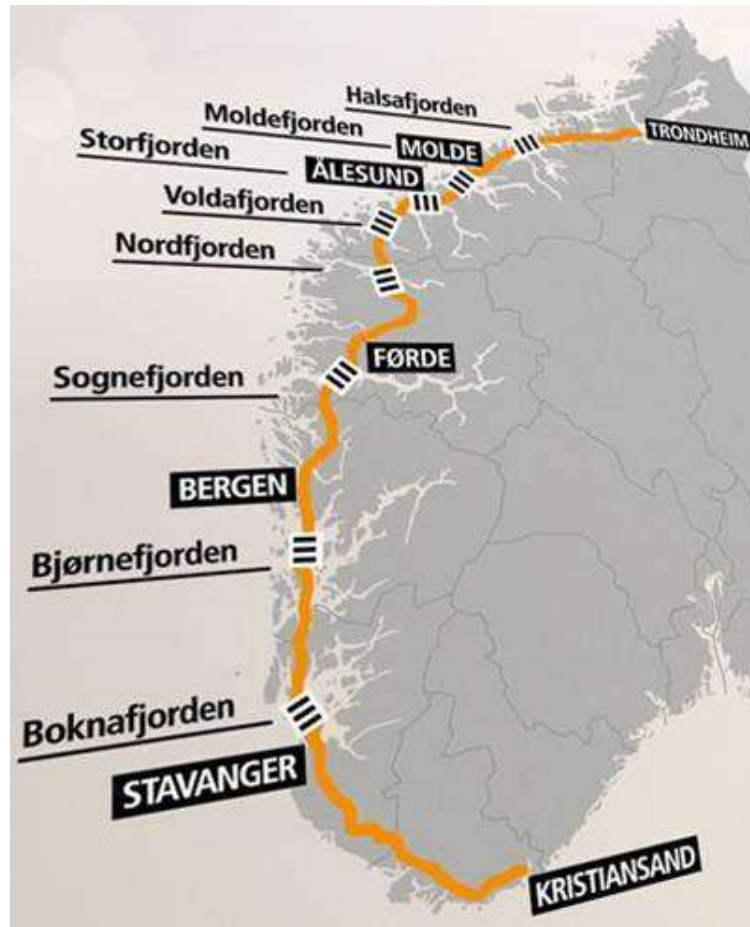 Halsafjorden
Moldefjorden
TRONDHEIM
MOLDE
Storfjorden
ÅLESUND
Voldafjorden
Nordfjorden
FØRDE
Sognefjorden
BERGEN
Bjørnefjorden
Boknafjorden
STAVANGER
KRISTIANSAND